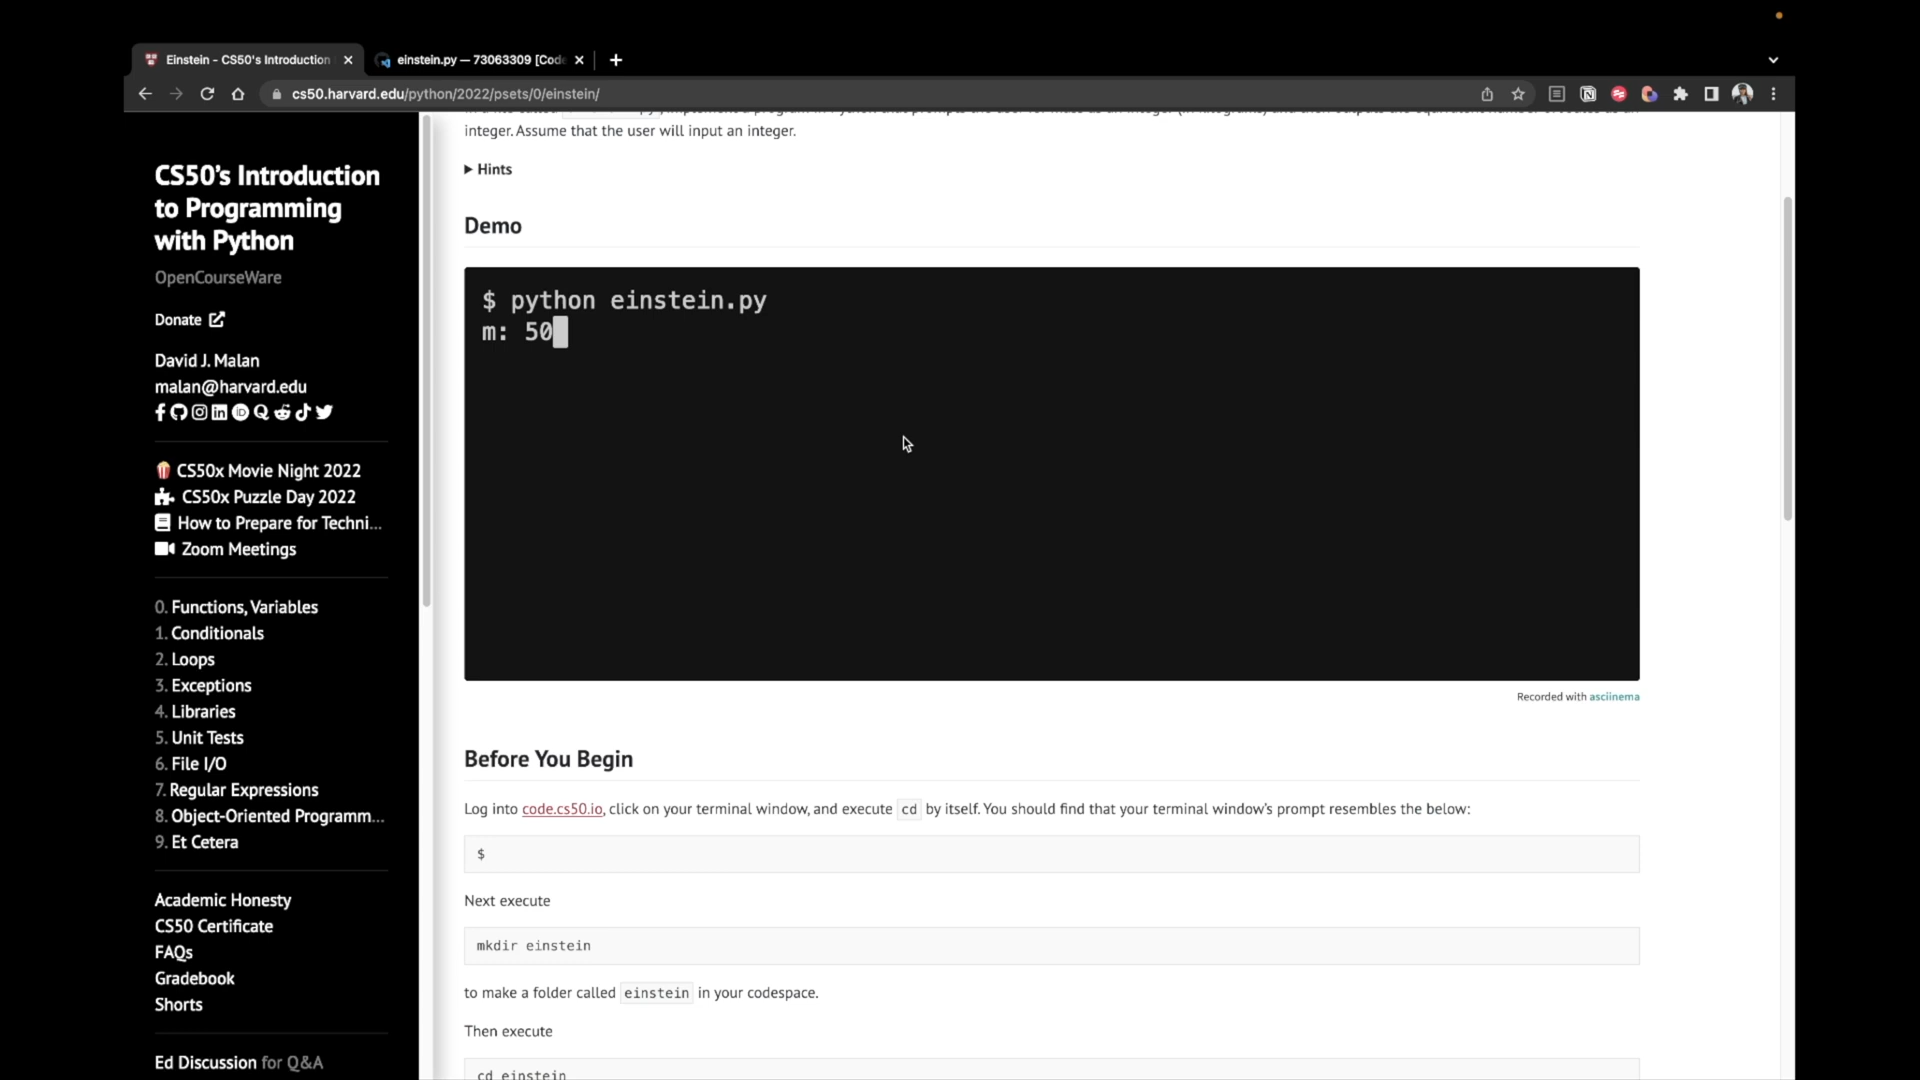 Einstein - CS50's Introduction
einstein.py — 73063309 [Code
cs50.harvard.edu/python/2022/psets/0/einstein/
CS50's Introduction
to Programming
with Python
OpenCourseWare
Donate
David J. Malan
malan@harvard.edu
CS50x Movie Night 2022
CS50x Puzzle Day 2022
How to Prepare for Techni...
Zoom Meetings
0. Functions, Variables
1. Conditionals
2. Loops
3. Exceptions
4. Libraries
5. Unit Tests
6. File I/O
7. Regular Expressions
8. Object-Oriented Programm...
9. Et Cetera
Academic Honesty
CS50 Certificate
FAQs
Gradebook
Shorts
Ed Discussion for Q&A
integer. Assume that the user will input an integer.
Hints
Demo
$ python einstein.py
m: 50
Recorded with asciinema
Before You Begin
Log into code.cs50.io, click on your terminal window, and execute cd by itself. You should find that your terminal window's prompt resembles the below:
$
Next execute
mkdir einstein
to make a folder called einstein in your codespace.
Then execute
cd einstein